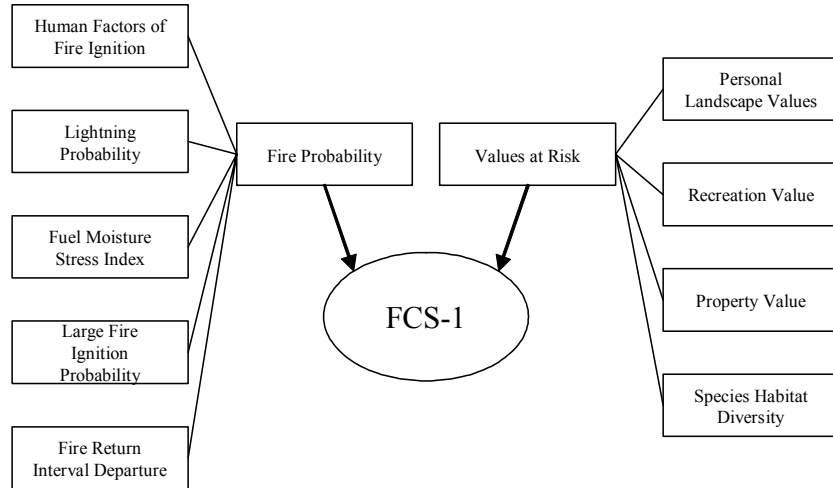 Human Factors of
Fire Ignition
Lightning
Probability
Fuel Moisture
Stress Index
Large Fire
Ignition
Probability
Fire Return
Interval Departure
Fire Probability
Values at Risk
FCS-1
Personal
Landscape Values
Recreation Value
Property Value
Species Habitat
Diversity